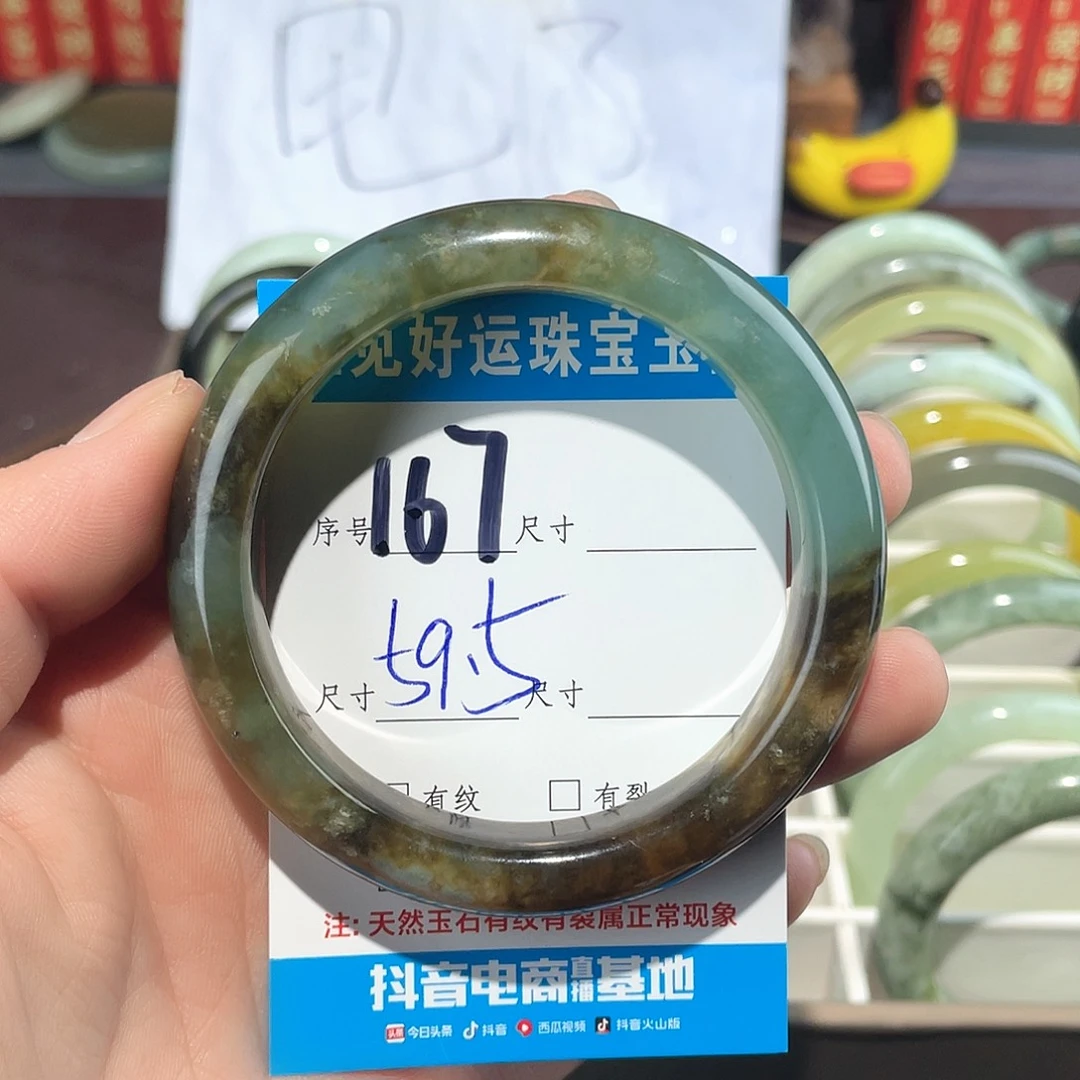 见好运珠宝玉
序号 167 尺寸
尺寸 59.5 尺寸
有纹 有裂
注: 天然玉石有纹有裂属正常现象
抖音电商直播基地
头条 今日头条 抖音 西瓜视频 抖音火山版